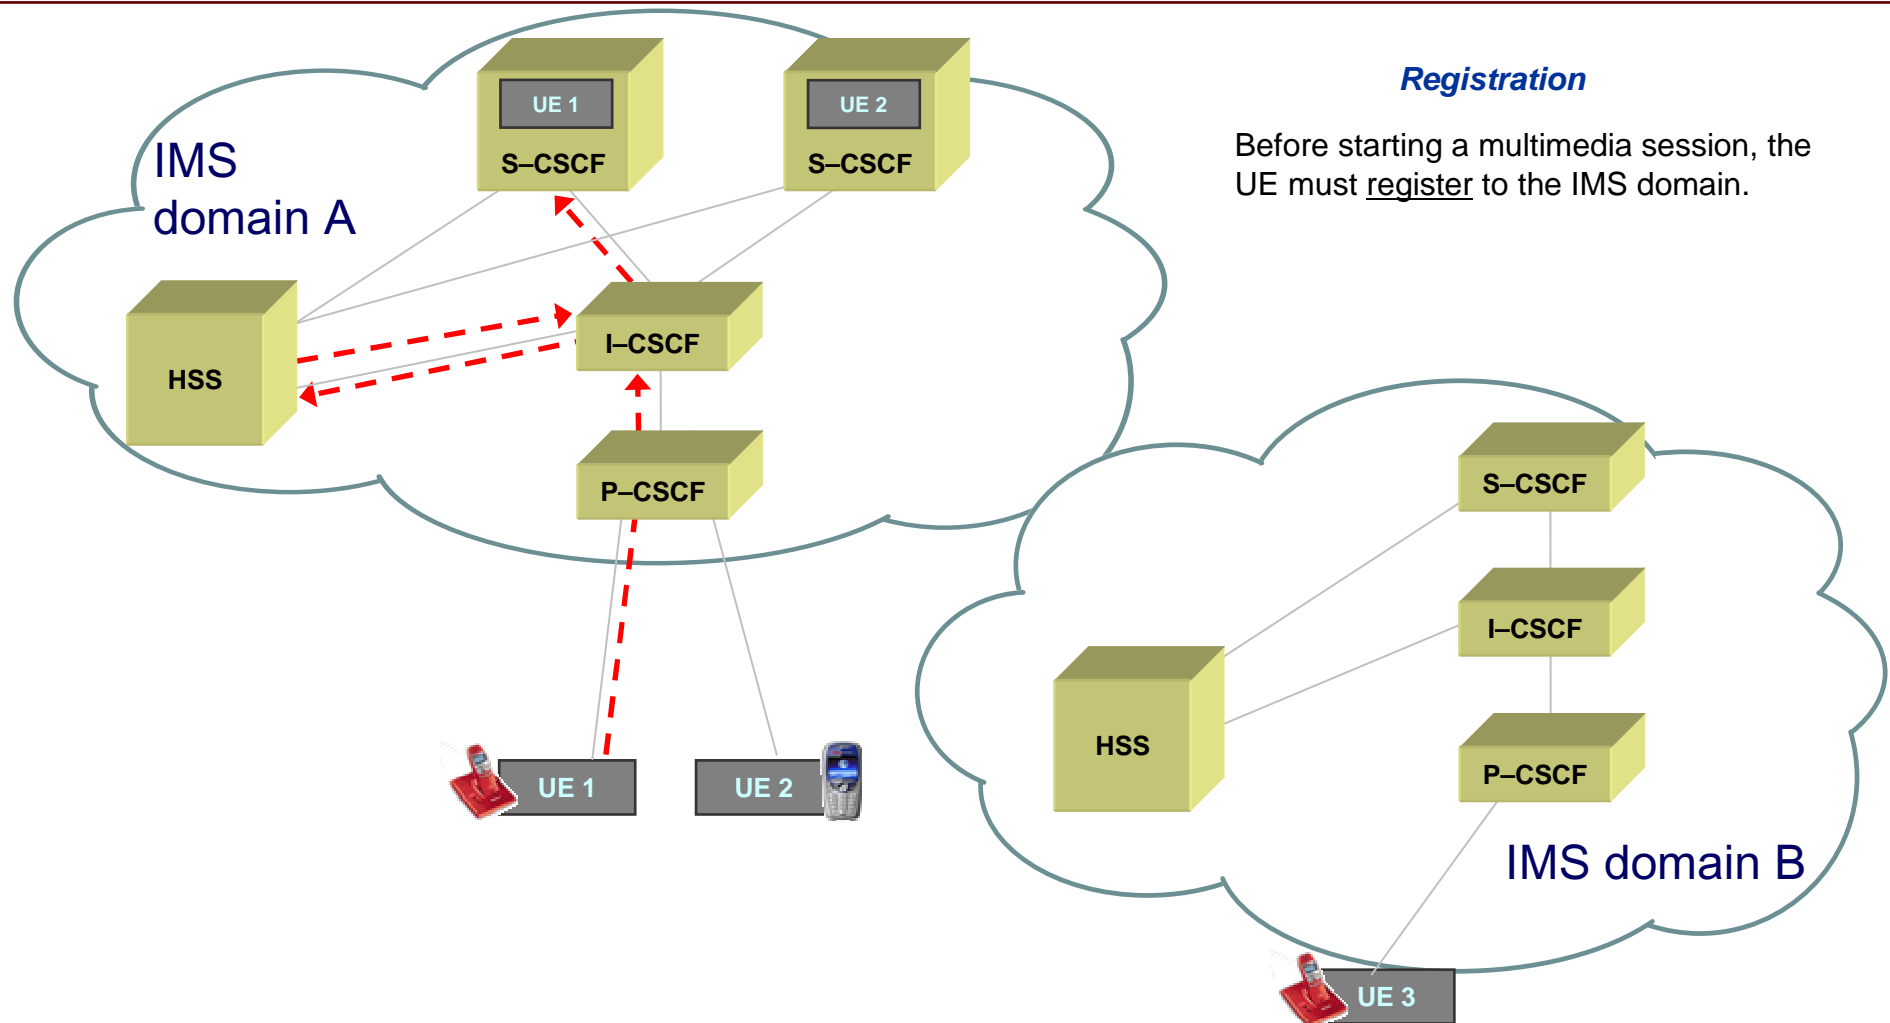 Registration
Before starting a multimedia session, the
UE must register to the IMS domain.
IMS
domain A
UE 1
S–CSCF
UE 2
S–CSCF
HSS
I–CSCF
P–CSCF
UE 1
UE 2
S–CSCF
I–CSCF
HSS
P–CSCF
IMS domain B
UE 3